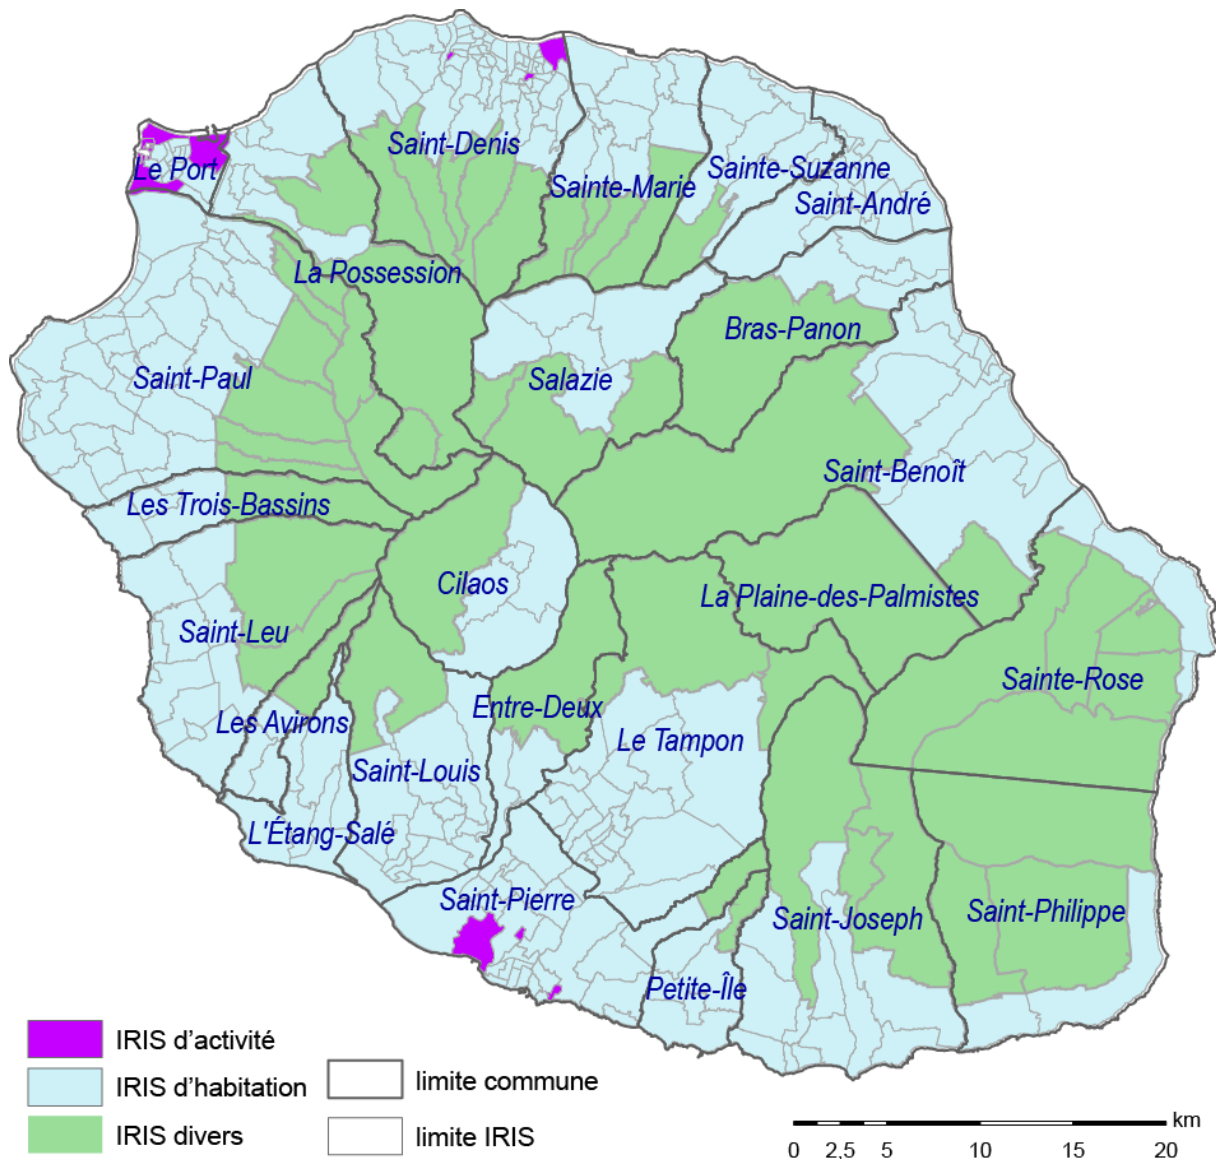 Saint-Denis
Le Port
Sainte-Suzanne
Sainte-Marie
Saint-André
La Possession
Bras-Panon
Saint-Paul
Salazie
Saint-Benoît
Les Trois-Bassins
Cilaos
La Plaine-des-Palmistes
Saint-Leu
Sainte-Rose
Entre-Deux
Les Avirons
Le Tampon
Saint-Louis
L'Étang-Salé
Saint-Pierre
Saint-Joseph
Saint-Philippe
Petite-Île
IRIS d’activité
IRIS d’habitation
IRIS divers
limite commune
limite IRIS
km
0 2,5 5 10 15 20